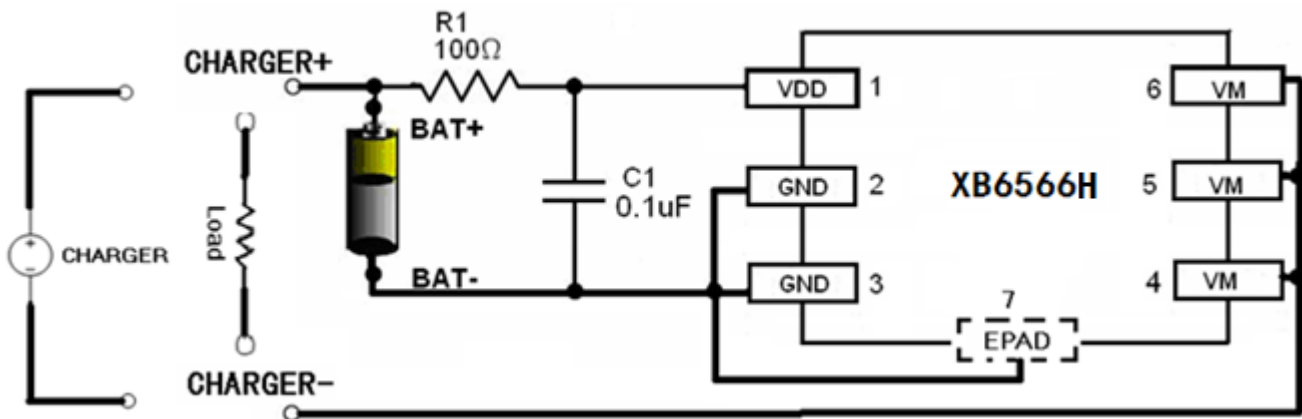 R1
100Ω
CHARGER+
BAT+
VDD
1
6
VM
C1
0.1uF
GND
2
XB6566H
5
VM
Load
+
-
CHARGER
BAT-
GND
3
4
VM
7
EPAD
CHARGER-